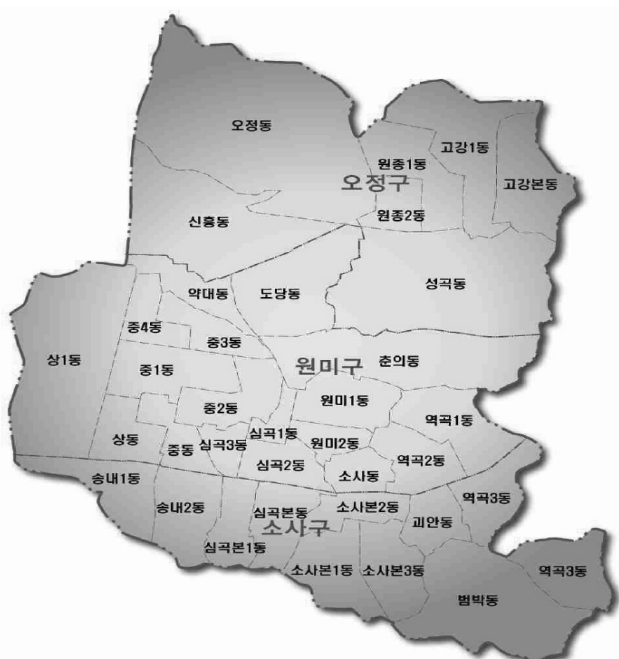 오정동
고강1동
원종1동
오정구
고강본동
원종2동
신흥동
성곡동
약대동
도당동
중4동
중3동
상1동
원미구
춘의동
중1동
원미1동
중2동
역곡1동
심곡1동
상동
중동
심곡3동
원미2동
심곡2동
역곡2동
송내1동
소사동
송내2동
심곡본동
소사본2동
역곡3동
소사구
괴안동
심곡본1동
소사본1동
소사본3동
역곡3동
범박동